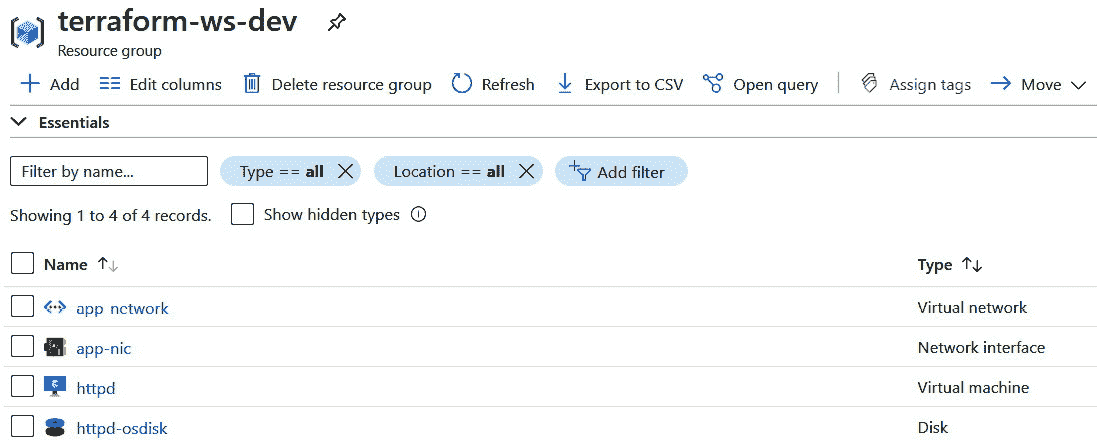 terraform-ws-dev
Resource group
Add Edit columns Delete resource group Refresh Export to CSV Open query Assign tags Move
Essentials
Filter by name... Type == all Location == all Add filter
Showing 1 to 4 of 4 records. Show hidden types
Name Type
app-network Virtual network
app-nic Network interface
httpd Virtual machine
httpd-osdisk Disk